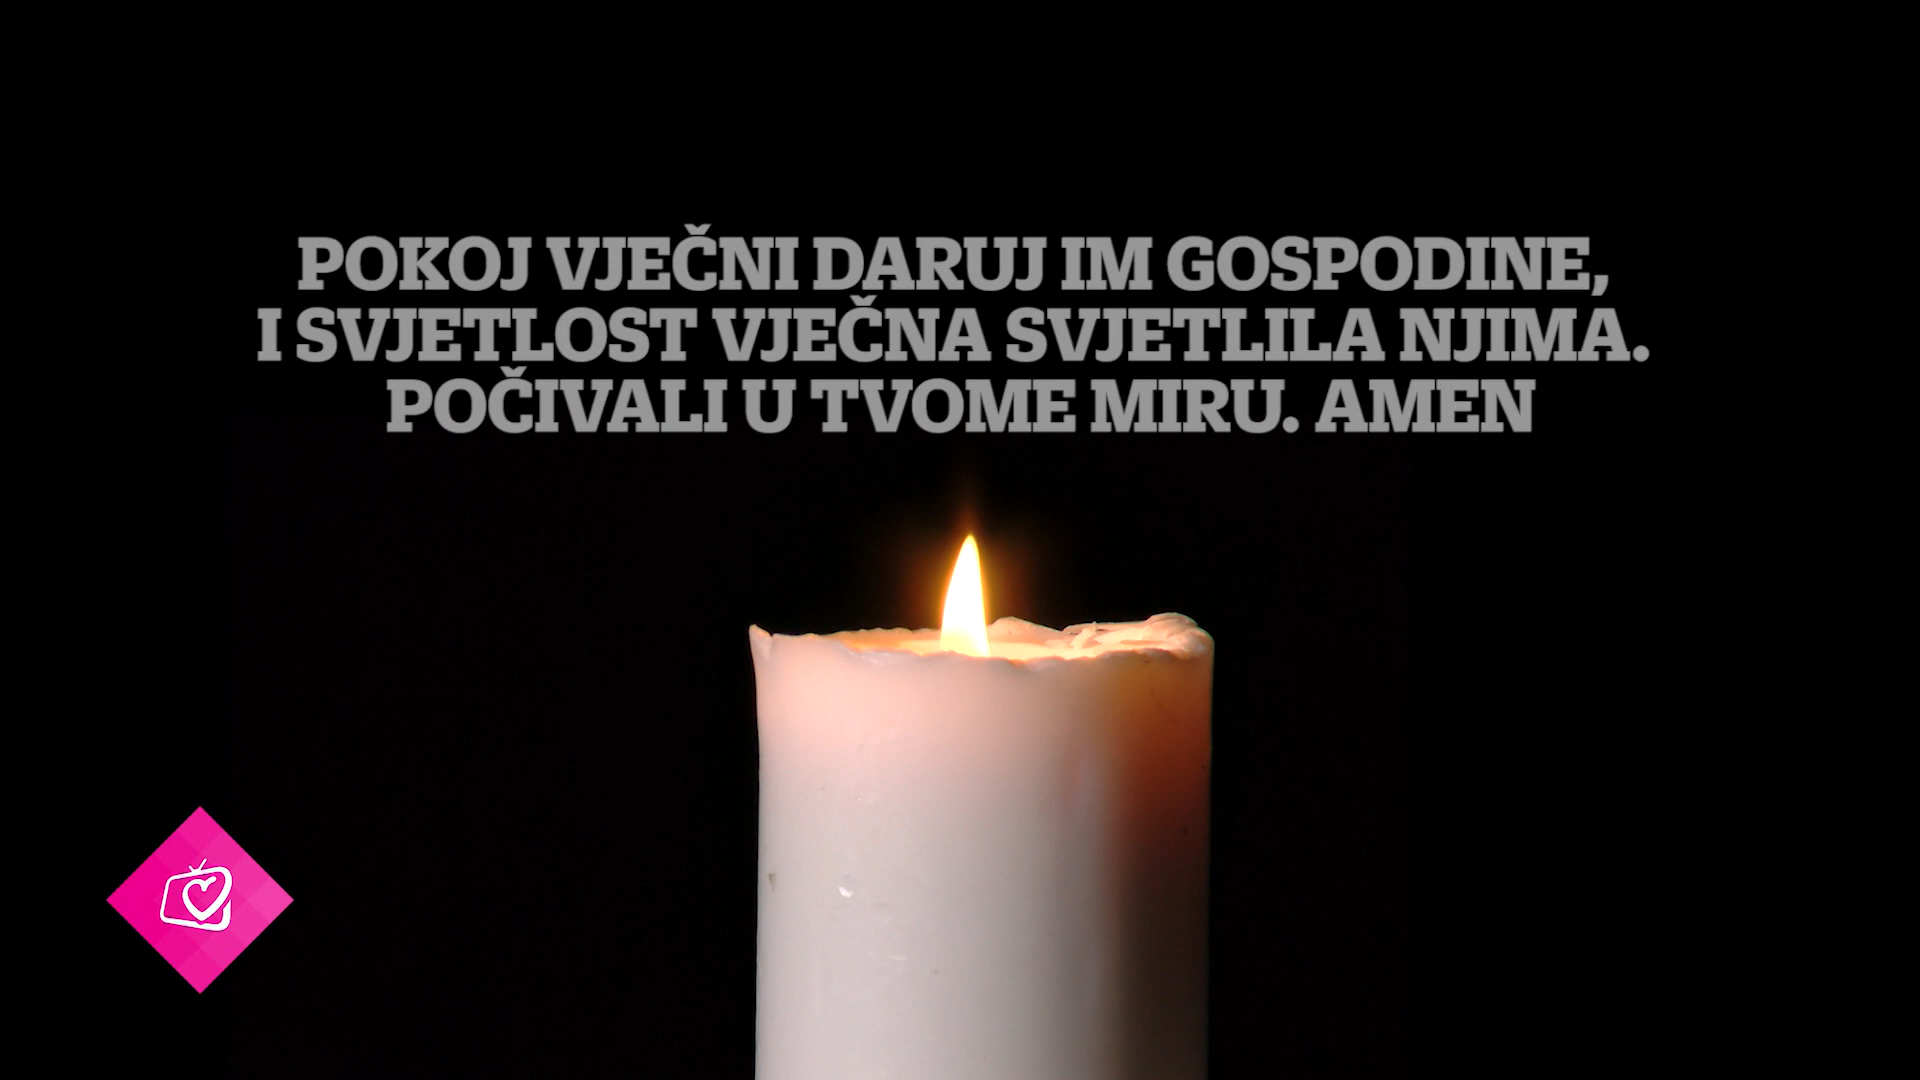 POKOJ VJEČNI DARUJ IM GOSPODINE,
I SVJETLOST VJEČNA SVJETLILA NJIMA.
POČIVALI U TVOME MIRU. AMEN